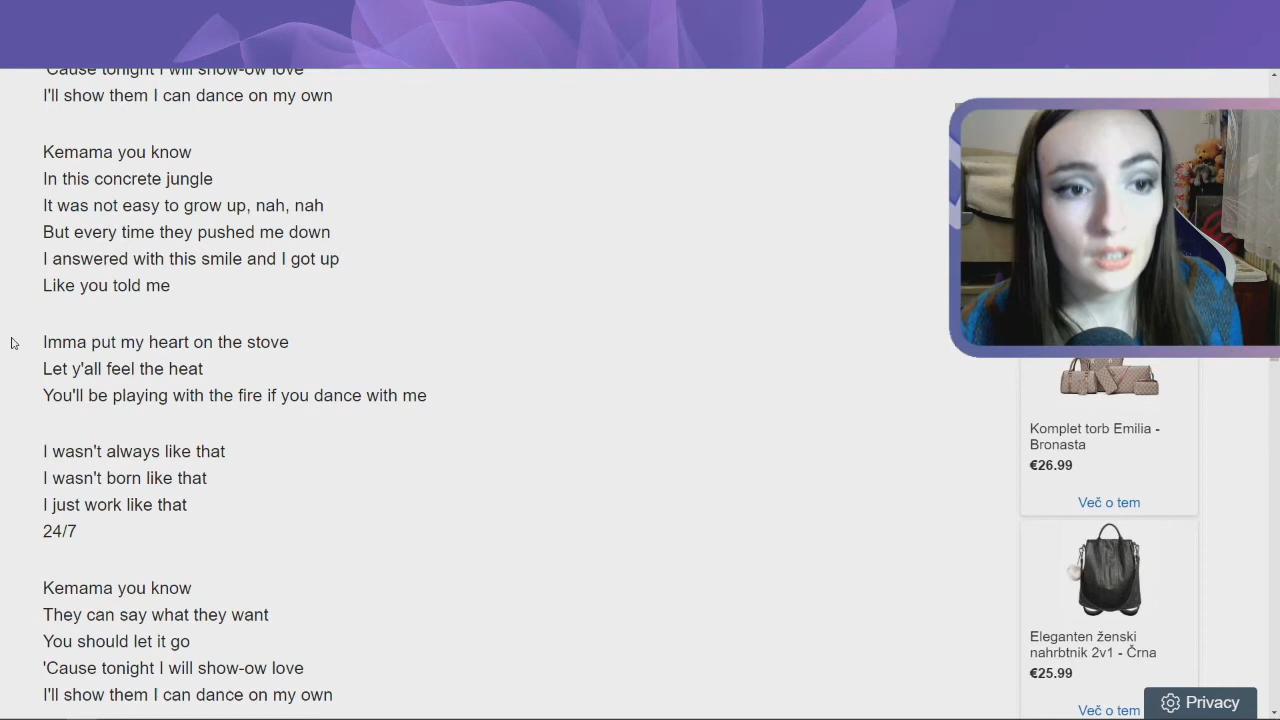 'Cause tonight I will show-ow love
I'll show them I can dance on my own
Kemama you know
In this concrete jungle
It was not easy to grow up, nah, nah
But every time they pushed me down
I answered with this smile and I got up
Like you told me
Imma put my heart on the stove
Let y'all feel the heat
You'll be playing with the fire if you dance with me
I wasn't always like that
I wasn't born like that
I just work like that
24/7
Kemama you know
They can say what they want
You should let it go
'Cause tonight I will show-ow love
I'll show them I can dance on my own
Komplet torb Emilia -
Bronasta
€26.99
Več o tem
Eleganten ženski
nahrbtnik 2v1 - Črna
€25.99
Več o tem
Privacy